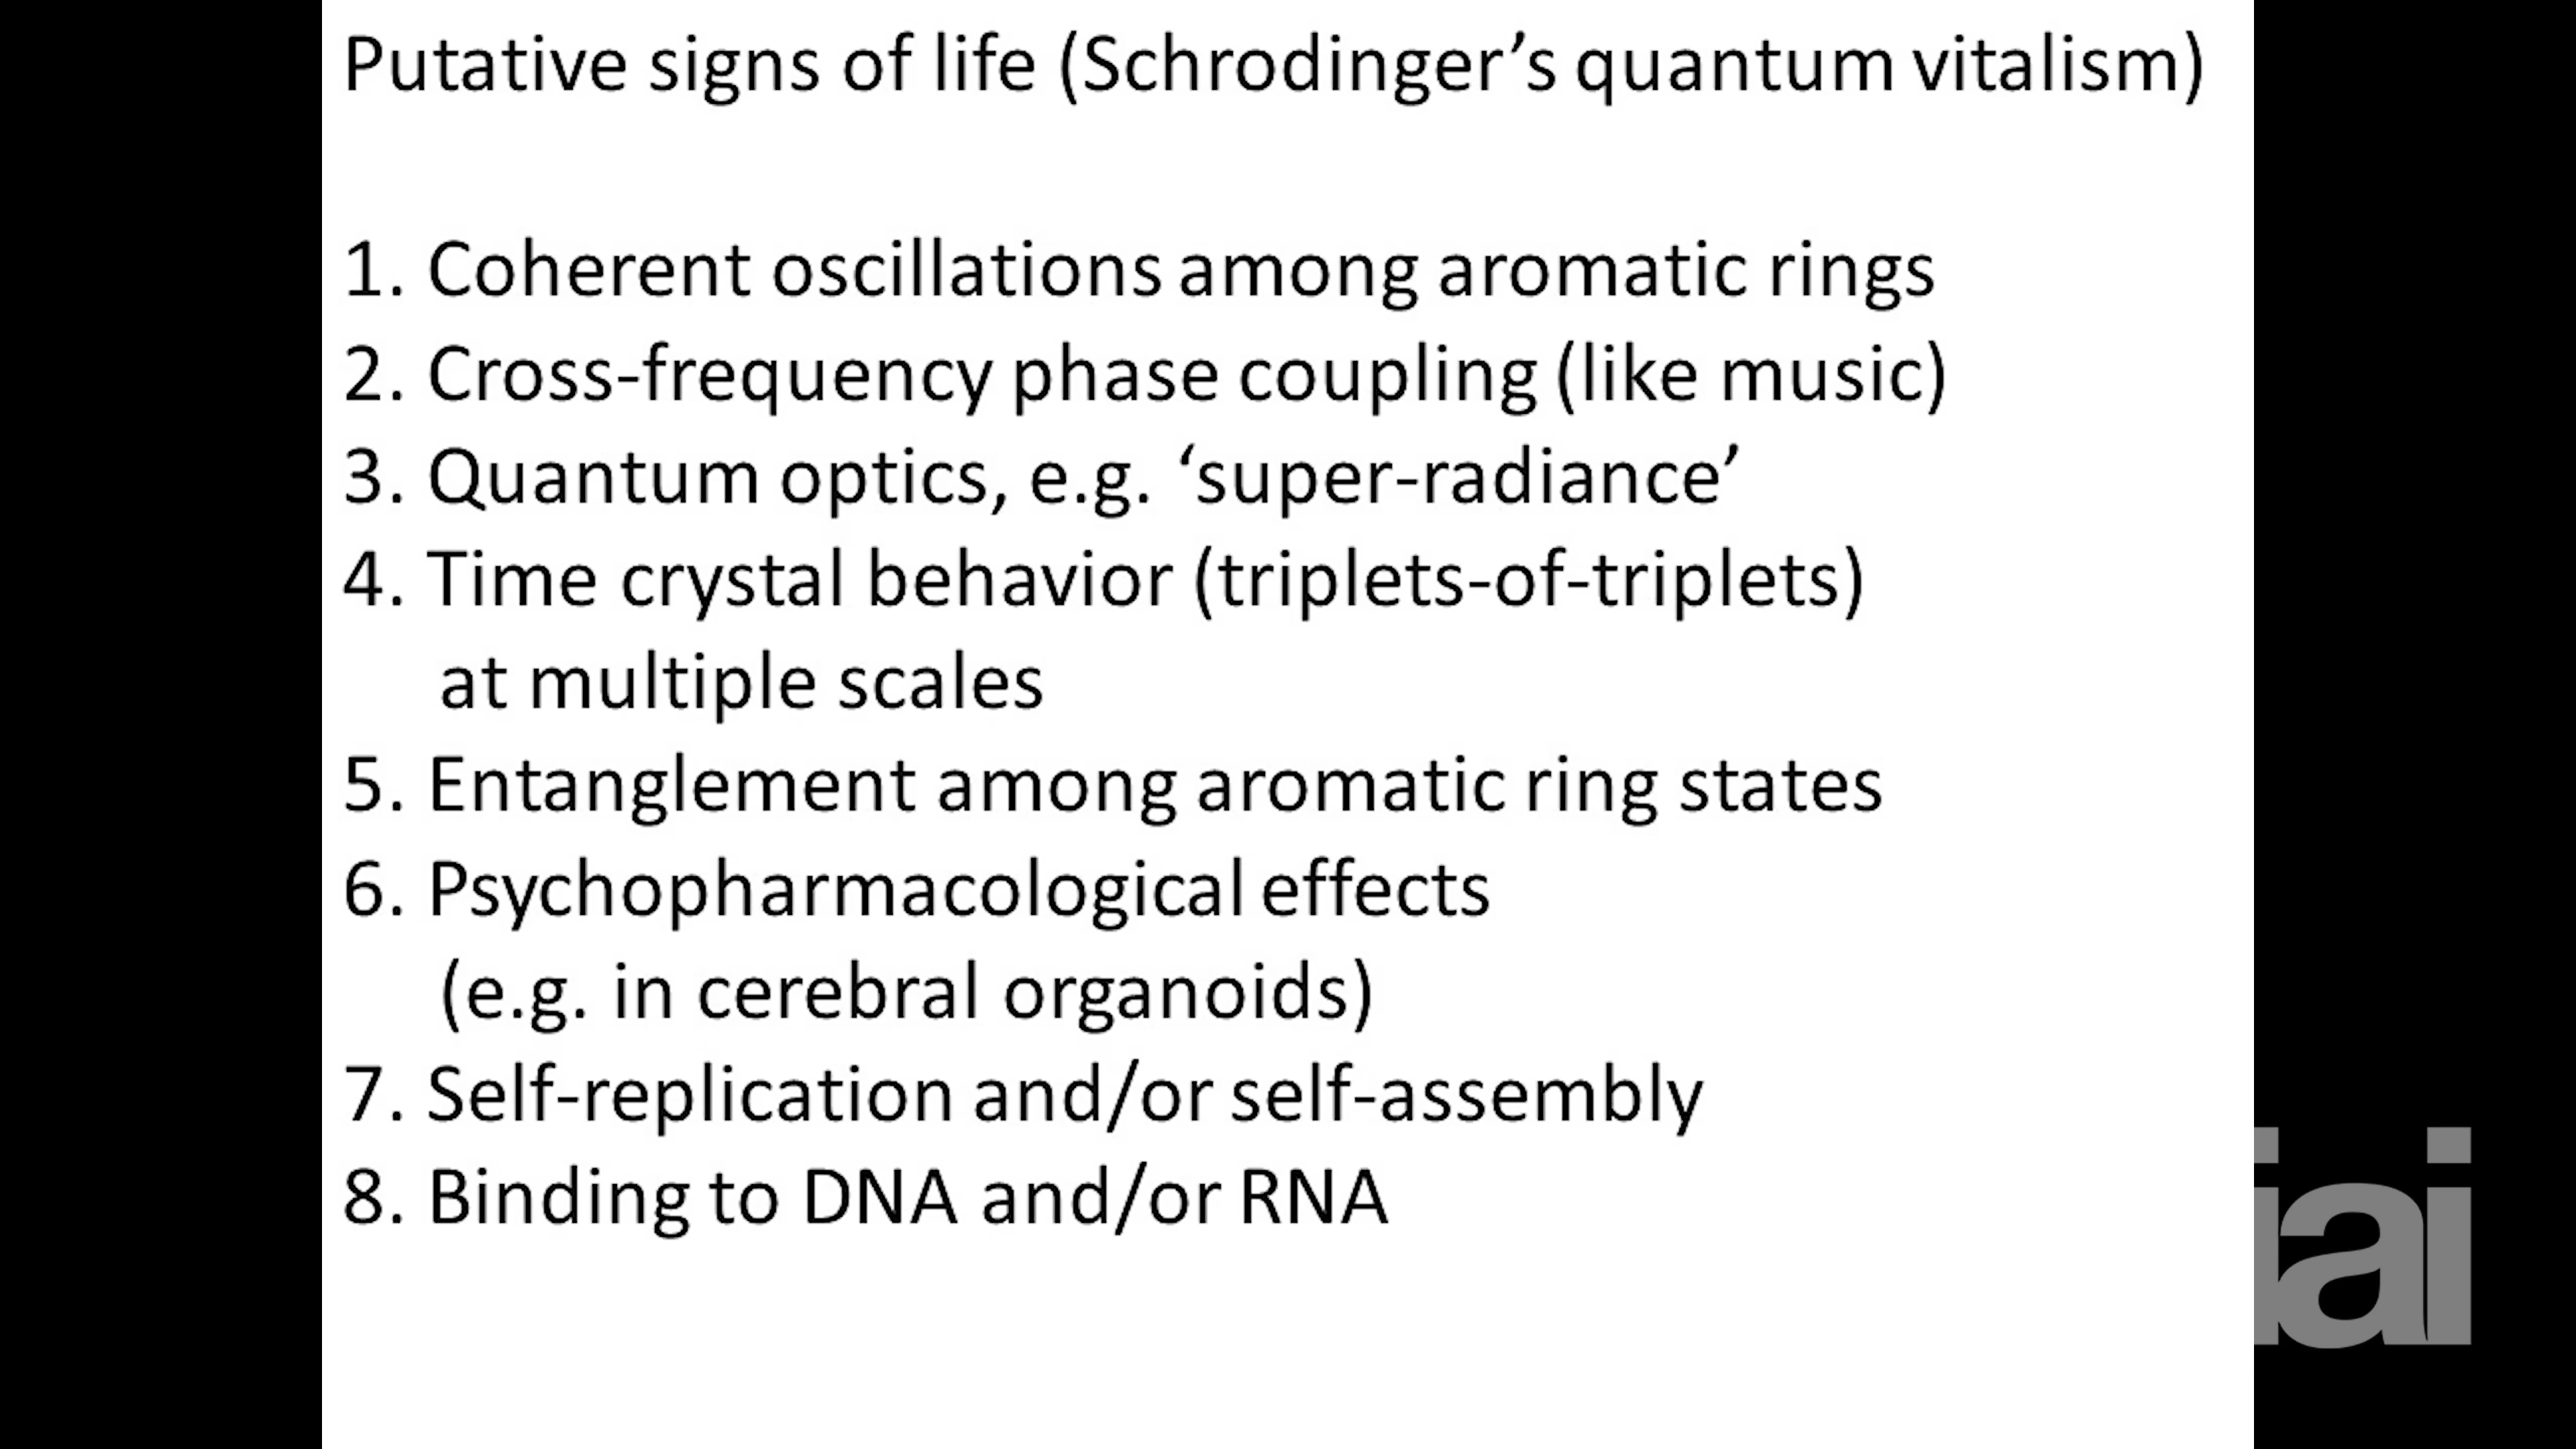 Putative signs of life (Schrodinger’s quantum vitalism)
1. Coherent oscillations among aromatic rings
2. Cross-frequency phase coupling (like music)
3. Quantum optics, e.g. ‘super-radiance’
4. Time crystal behavior (triplets-of-triplets)
at multiple scales
5. Entanglement among aromatic ring states
6. Psychopharmacological effects
(e.g. in cerebral organoids)
7. Self-replication and/or self-assembly
8. Binding to DNA and/or RNA
iai